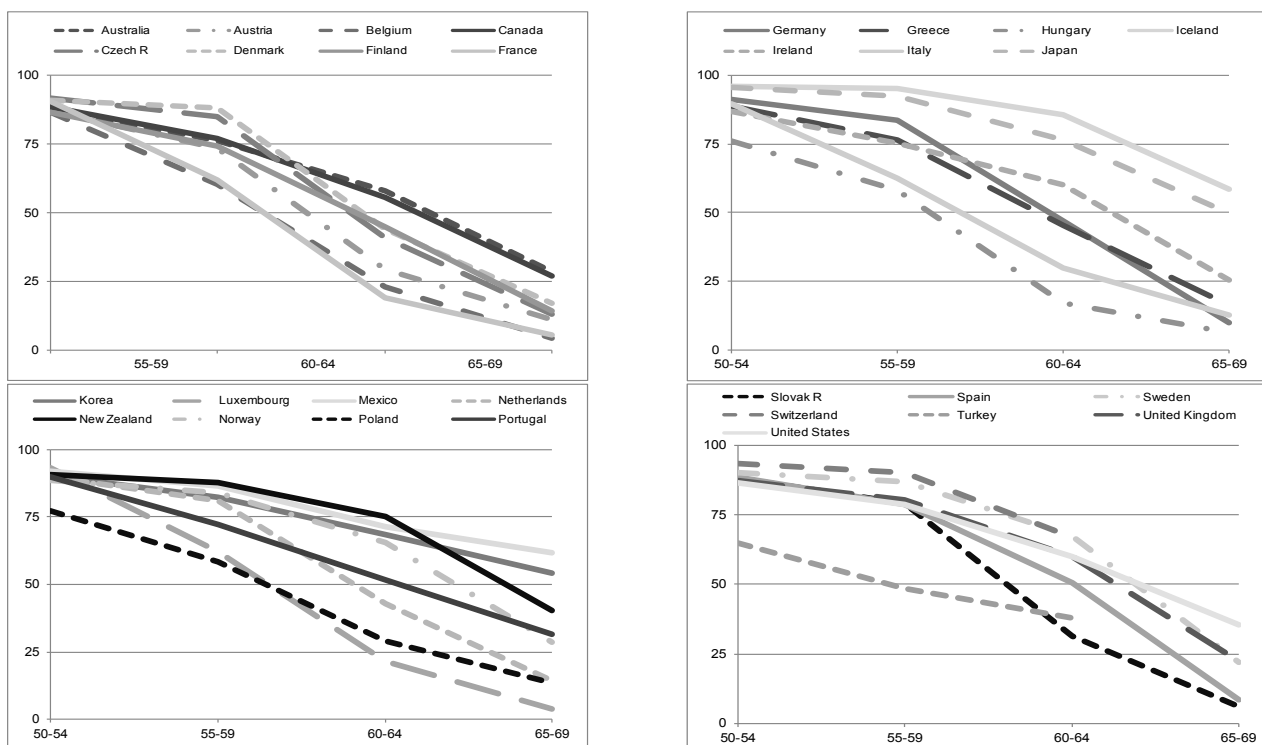 Australia Austria Belgium Canada
Czech R Denmark Finland France
100
75
50
25
0
55-59 60-64 65-69
Germany Greece Hungary Iceland
Ireland Italy Japan
100
75
50
25
0
50-54 55-59 60-64 65-69
Korea Luxembourg Mexico Netherlands
New Zealand Norway Poland Portugal
100
75
50
25
0
50-54 55-59 60-64 65-69
Slovak R Spain Sweden
Switzerland Turkey United Kingdom
United States
100
75
50
25
0
50-54 55-59 60-64 65-69